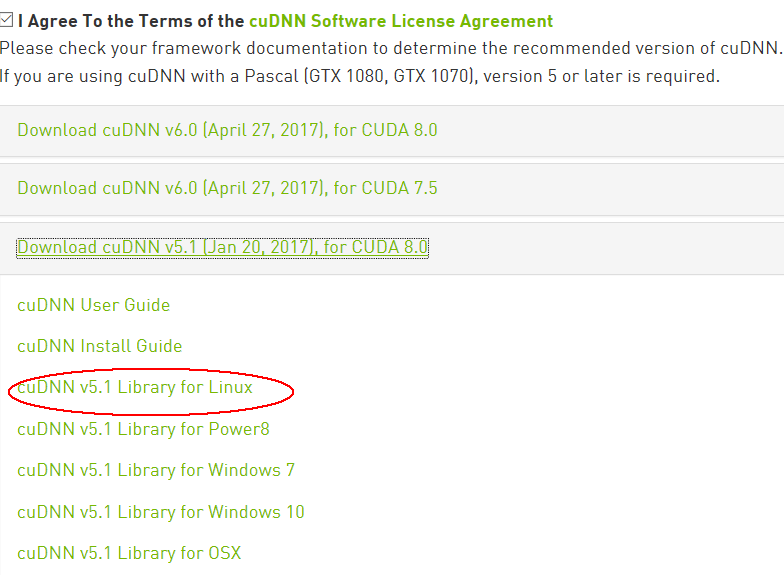 I Agree To the Terms of the cuDNN Software License Agreement
Please check your framework documentation to determine the recommended version of cuDNN.
If you are using cuDNN with a Pascal (GTX 1080, GTX 1070), version 5 or later is required.
Download cuDNN v6.0 (April 27, 2017), for CUDA 8.0
Download cuDNN v6.0 (April 27, 2017), for CUDA 7.5
Download cuDNN v5.1 (Jan 20, 2017), for CUDA 8.0
cuDNN User Guide
cuDNN Install Guide
cuDNN v5.1 Library for Linux
cuDNN v5.1 Library for Power8
cuDNN v5.1 Library for Windows 7
cuDNN v5.1 Library for Windows 10
cuDNN v5.1 Library for OSX